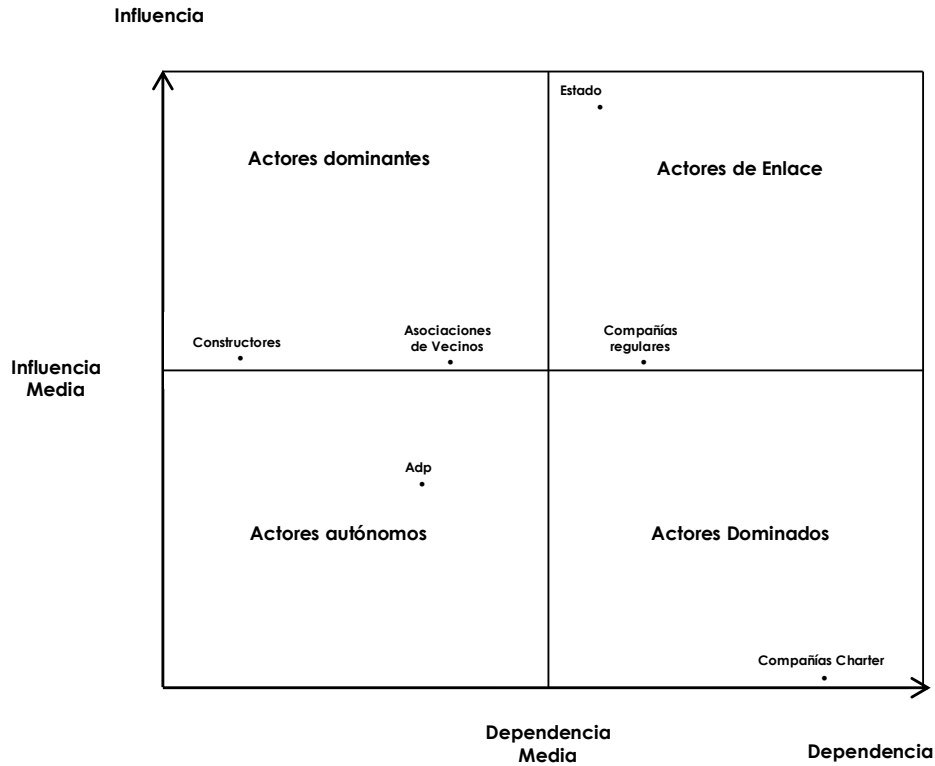 Influencia
Estado
Actores dominantes
Actores de Enlace
Constructores
Asociaciones
de Vecinos
Compañías
regulares
Influencia
Media
Adp
Actores autónomos
Actores Dominados
Compañías Charter
Dependencia
Media
Dependencia